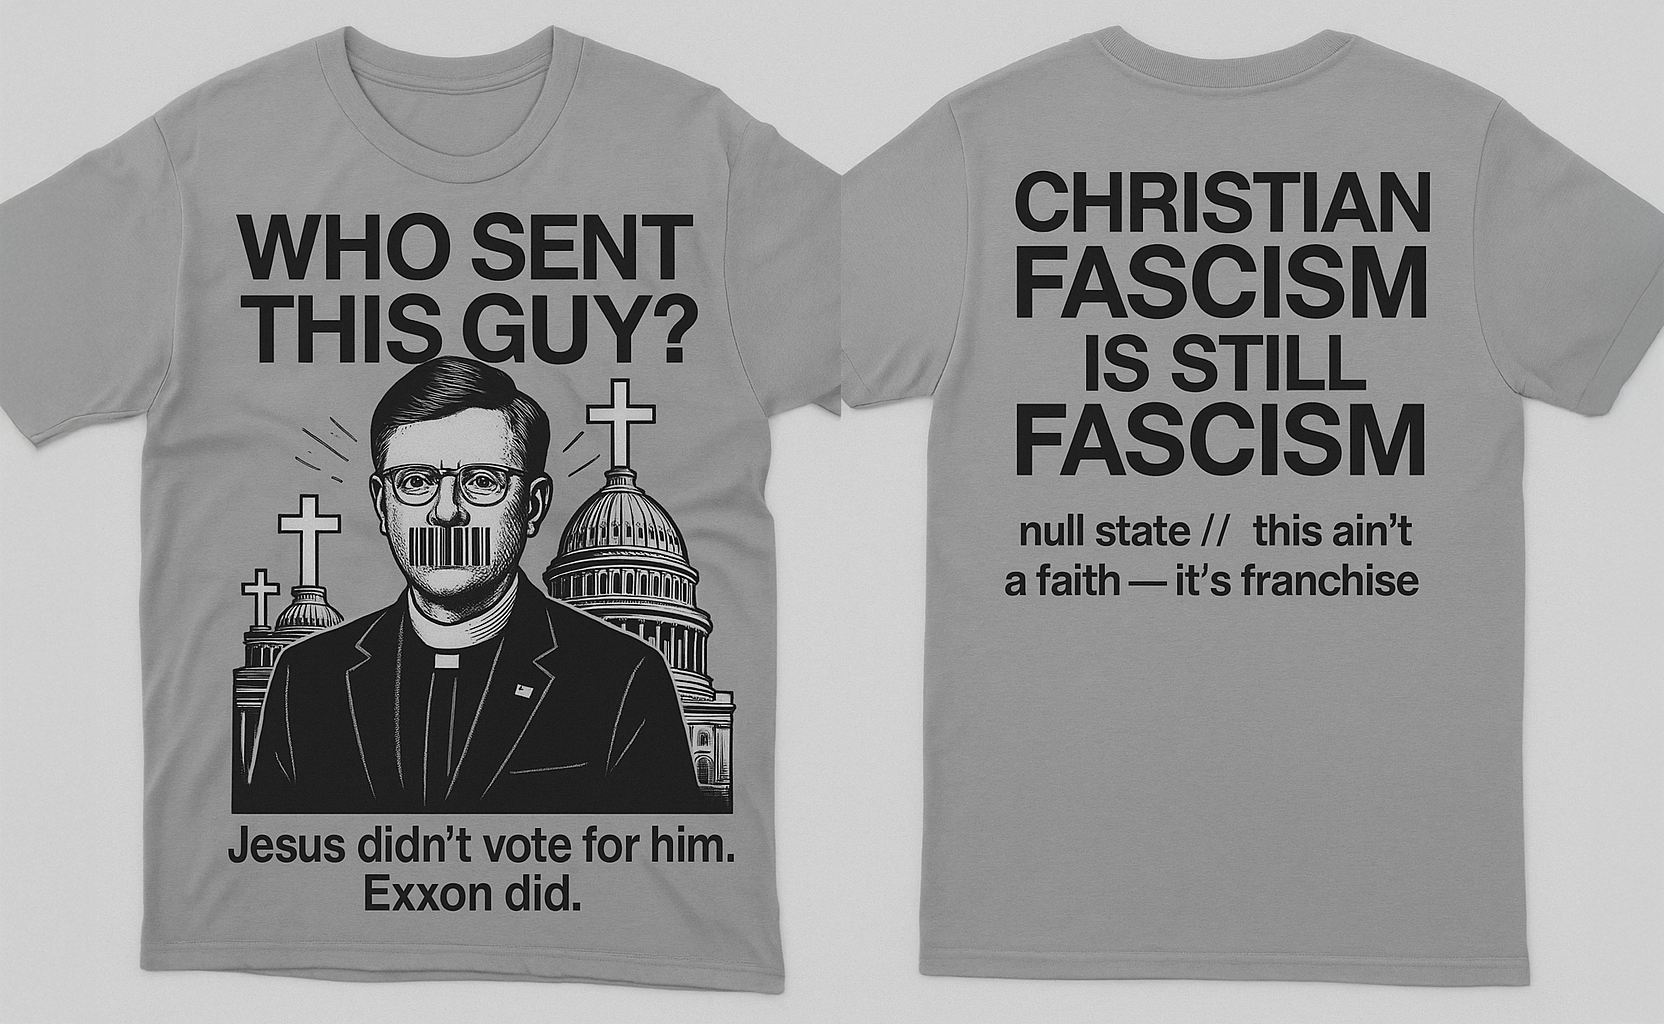 WHO SENT
THIS GUY?
Jesus didn't vote for him.
Exxon did.
CHRISTIAN
FASCISM
IS STILL
FASCISM
null state // this ain't
a faith — it's franchise